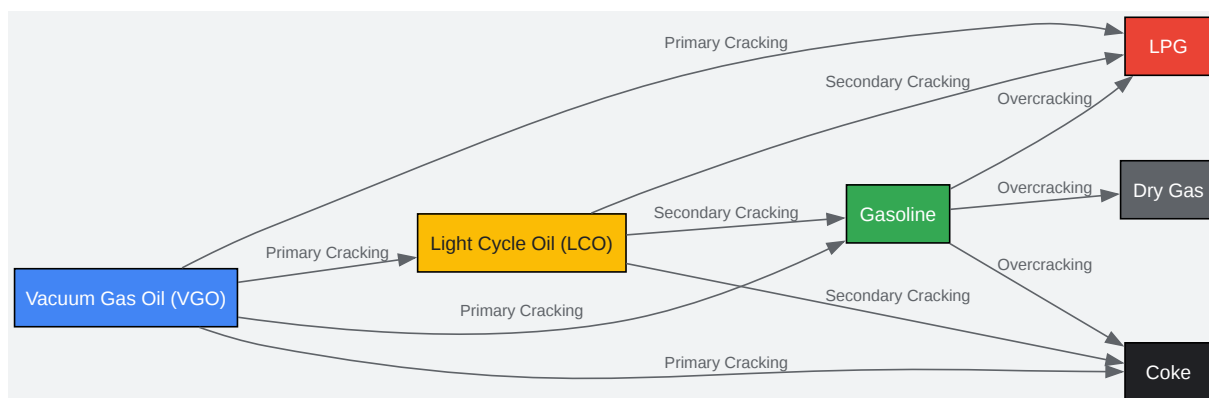 Primary Cracking
LPG
Secondary Cracking
Overcracking
Dry Gas
Overcracking
Secondary Cracking
Gasoline
Light Cycle Oil (LCO)
Primary Cracking
Overcracking
Vacuum Gas Oil (VGO)
Secondary Cracking
Primary Cracking
Primary Cracking
Coke